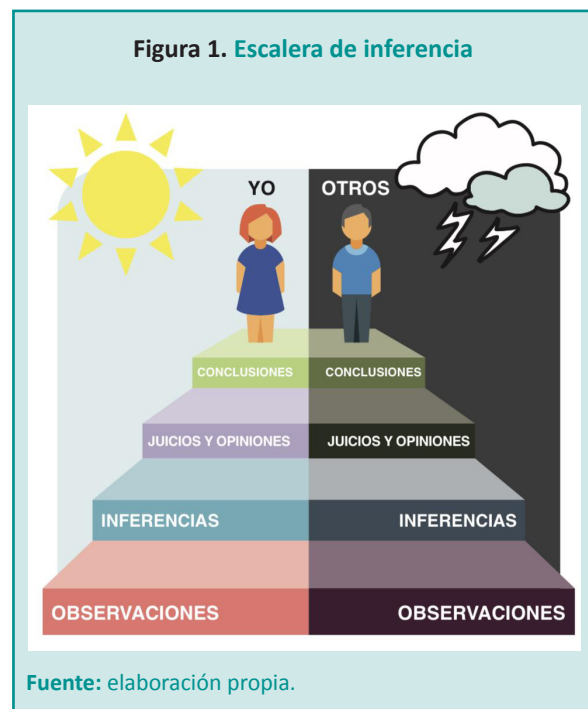 Figura 1. Escalera de inferencia
YO OTROS
CONCLUSIONES CONCLUSIONES
JUICIOS Y OPINIONES JUICIOS Y OPINIONES
INFERENCIAS INFERENCIAS
OBSERVACIONES OBSERVACIONES
Fuente: elaboración propia.